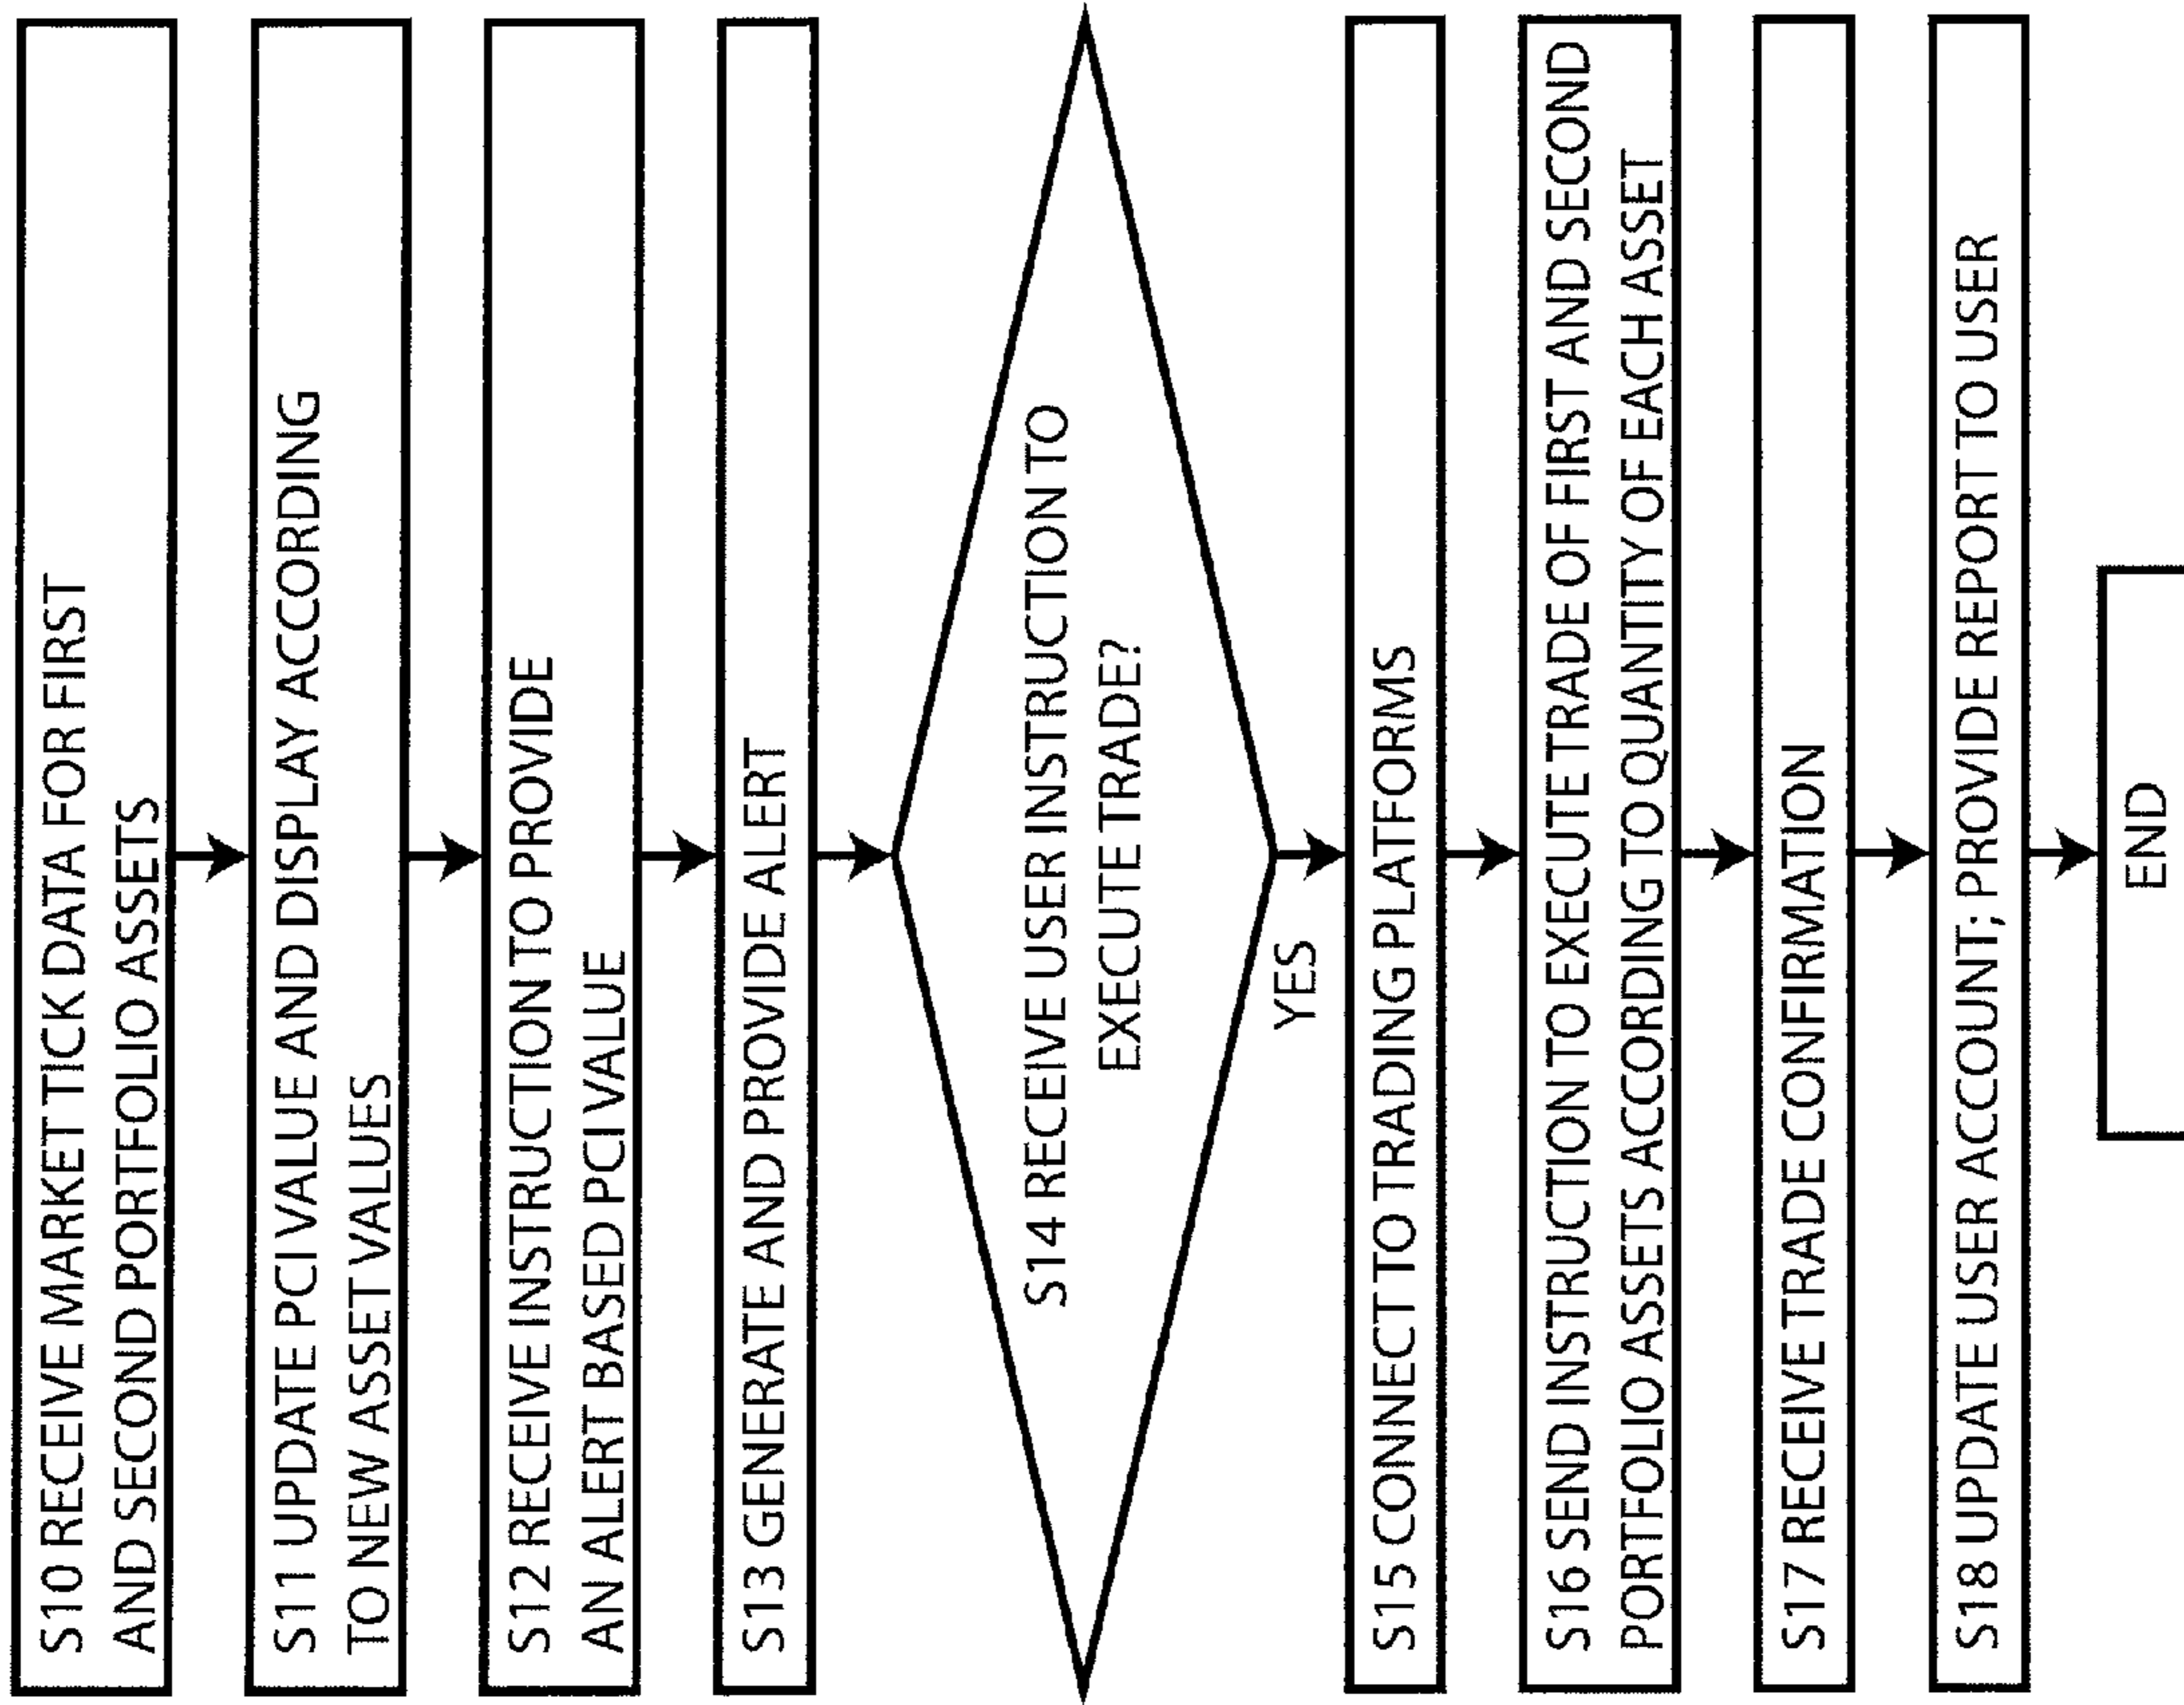 S10 RECEIVE MARKET TICK DATA FOR FIRST
AND SECOND PORTFOLIO ASSETS
S11 UPDATE PCI VALUE AND DISPLAY ACCORDING
TO NEW ASSET VALUES
S12 RECEIVE INSTRUCTION TO PROVIDE
AN ALERT BASED PCI VALUE
S13 GENERATE AND PROVIDE ALERT
S14 RECEIVE USER INSTRUCTION TO
EXECUTE TRADE?
YES
S15 CONNECT TO TRADING PLATFORMS
S16 SEND INSTRUCTION TO EXECUTE TRADE OF FIRST AND SECOND
PORTFOLIO ASSETS ACCORDING TO QUANTITY OF EACH ASSET
S17 RECEIVE TRADE CONFIRMATION
S18 UPDATE USER ACCOUNT; PROVIDE REPORT TO USER
END